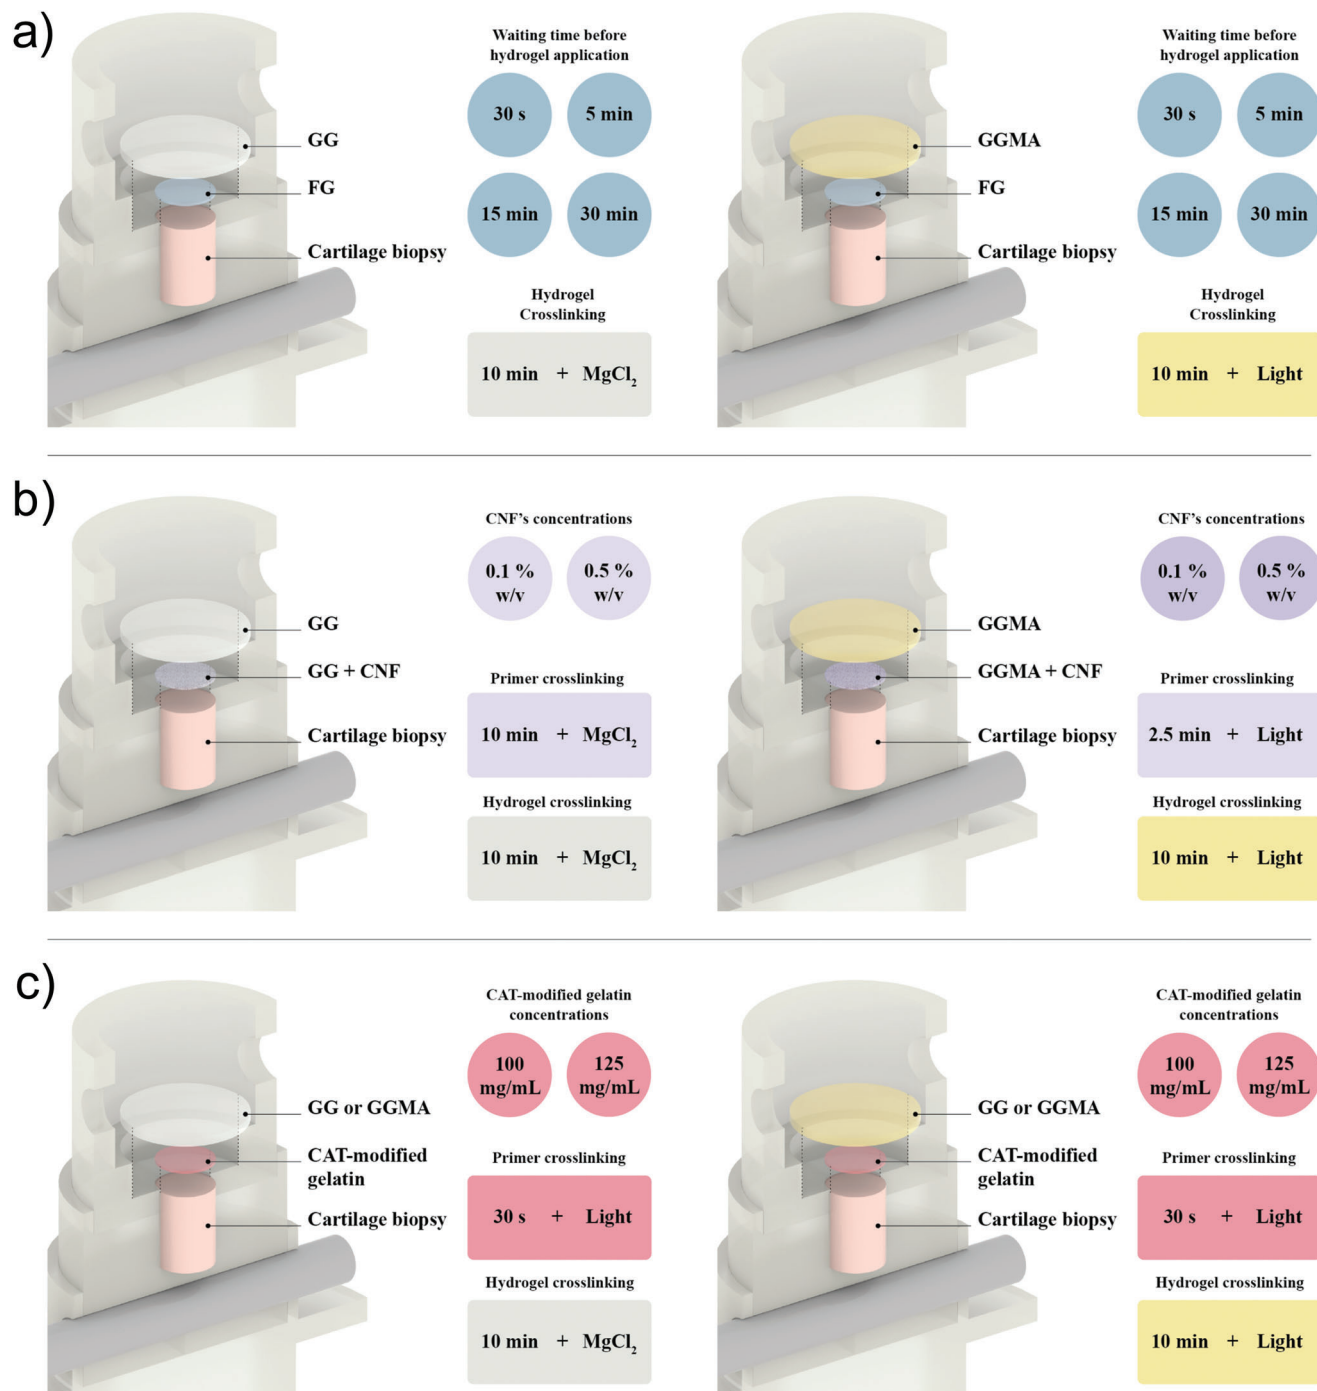 a)
Waiting time before
hydrogel application
30 s
5 min
GG
FG
15 min
30 min
Cartilage biopsy
Hydrogel
Crosslinking
10 min + MgCl₂
Waiting time before
hydrogel application
30 s
5 min
GGMA
FG
15 min
30 min
Cartilage biopsy
Hydrogel
Crosslinking
10 min + Light
b)
CNF's concentrations
0.1 %
w/v
0.5 %
w/v
GG
GG + CNF
Primer crosslinking
10 min + MgCl₂
Cartilage biopsy
Hydrogel crosslinking
10 min + MgCl₂
CNF's concentrations
0.1 %
w/v
0.5 %
w/v
GGMA
GGMA + CNF
Primer crosslinking
2.5 min + Light
Cartilage biopsy
Hydrogel crosslinking
10 min + Light
c)
CAT-modified gelatin
concentrations
100
mg/mL
125
mg/mL
GG or GGMA
CAT-modified
gelatin
Primer crosslinking
30 s + Light
Cartilage biopsy
Hydrogel crosslinking
10 min + MgCl₂
CAT-modified gelatin
concentrations
100
mg/mL
125
mg/mL
GG or GGMA
CAT-modified
gelatin
Primer crosslinking
30 s + Light
Cartilage biopsy
Hydrogel crosslinking
10 min + Light